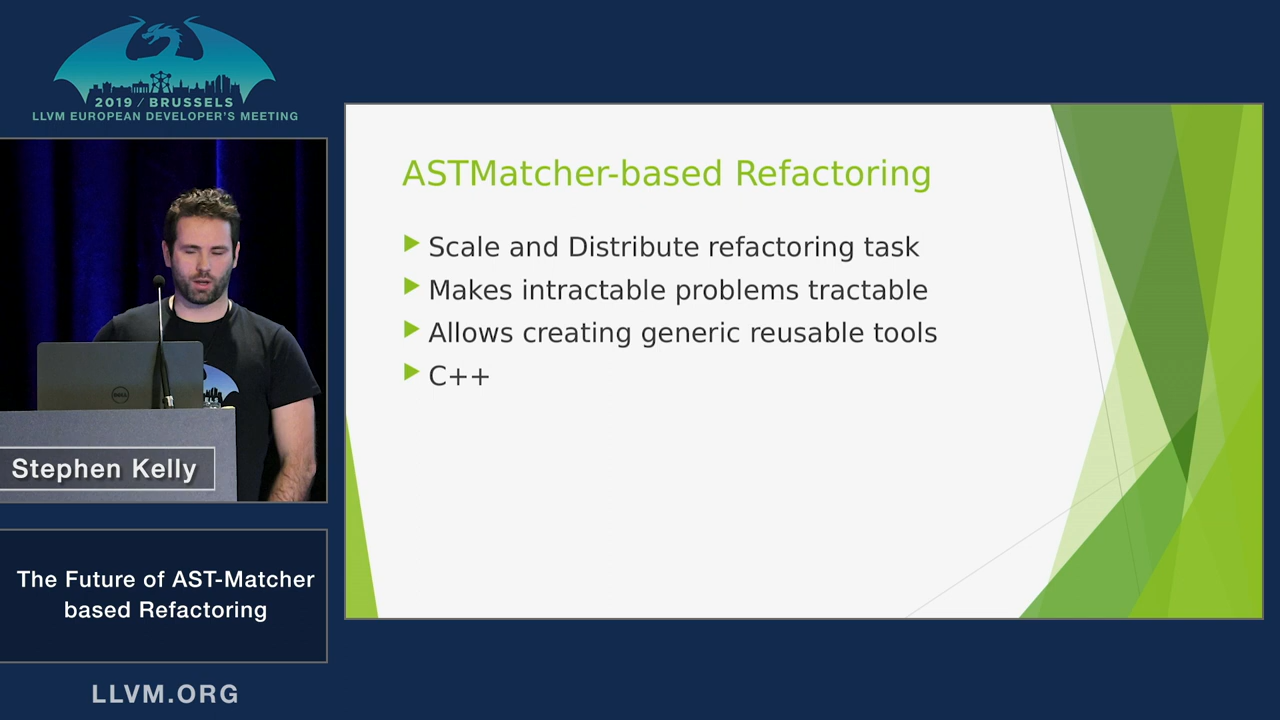 2019 / BRUSSELS
LLVM EUROPEAN DEVELOPER'S MEETING
ASTMatcher-based Refactoring
Scale and Distribute refactoring task
Makes intractable problems tractable
Allows creating generic reusable tools
C++
DELL
Stephen Kelly
The Future of AST-Matcher
based Refactoring
LLVM.ORG